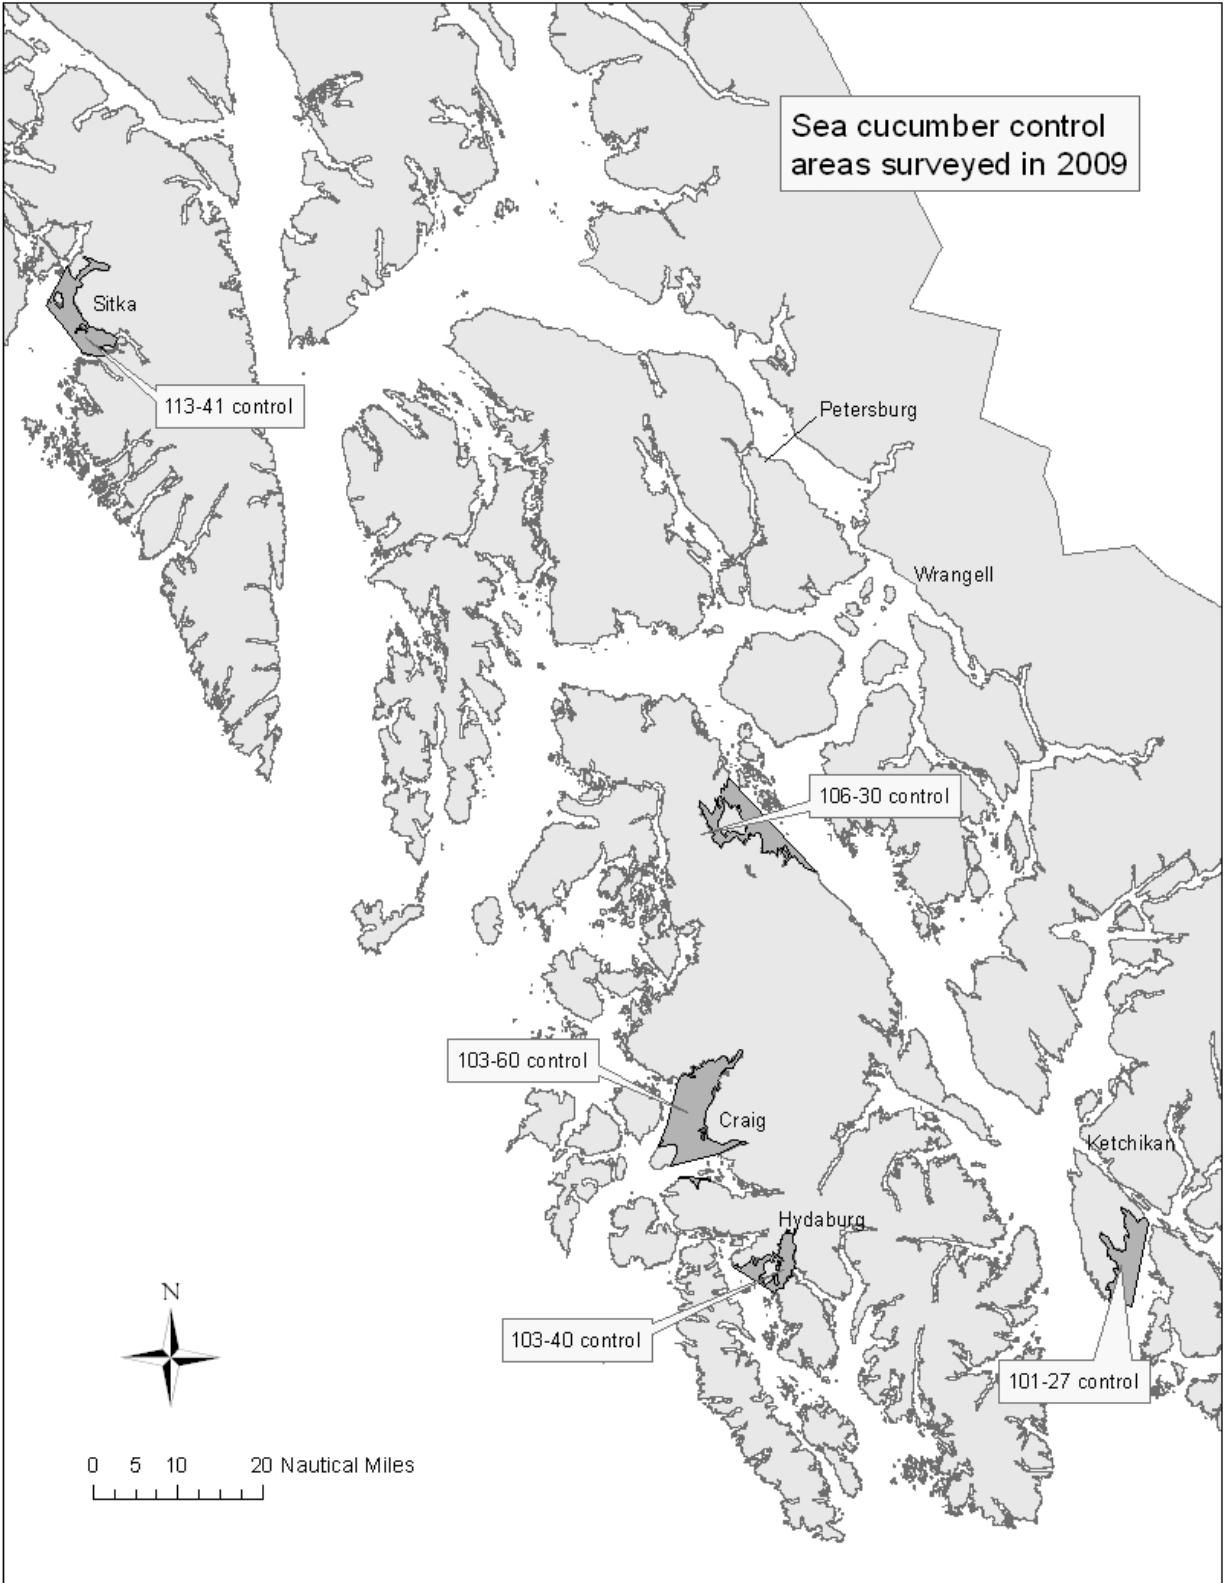 Sea cucumber control
areas surveyed in 2009
Sitka
113-41 control
Petersburg
Wrangell
106-30 control
103-60 control
Craig
Ketchikan
Hydaburg
103-40 control
101-27 control
N
0 5 10 20 Nautical Miles